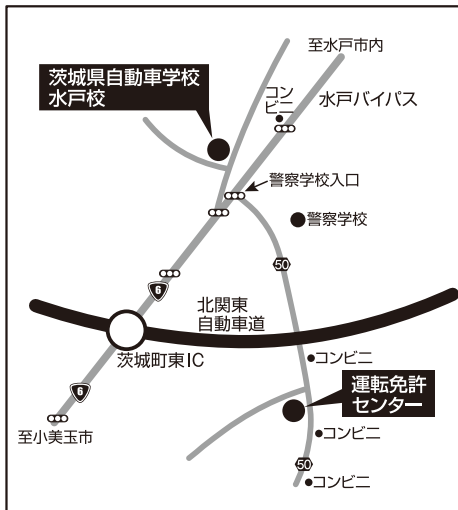 至水戸市内
茨城県自動車学校
水戸校
コン
ビニ
水戸バイパス
警察学校入口
警察学校
50
6
北関東
自動車道
茨城町東IC
コンビニ
6
運転免許
センター
至小美玉市
コンビニ
50
コンビニ